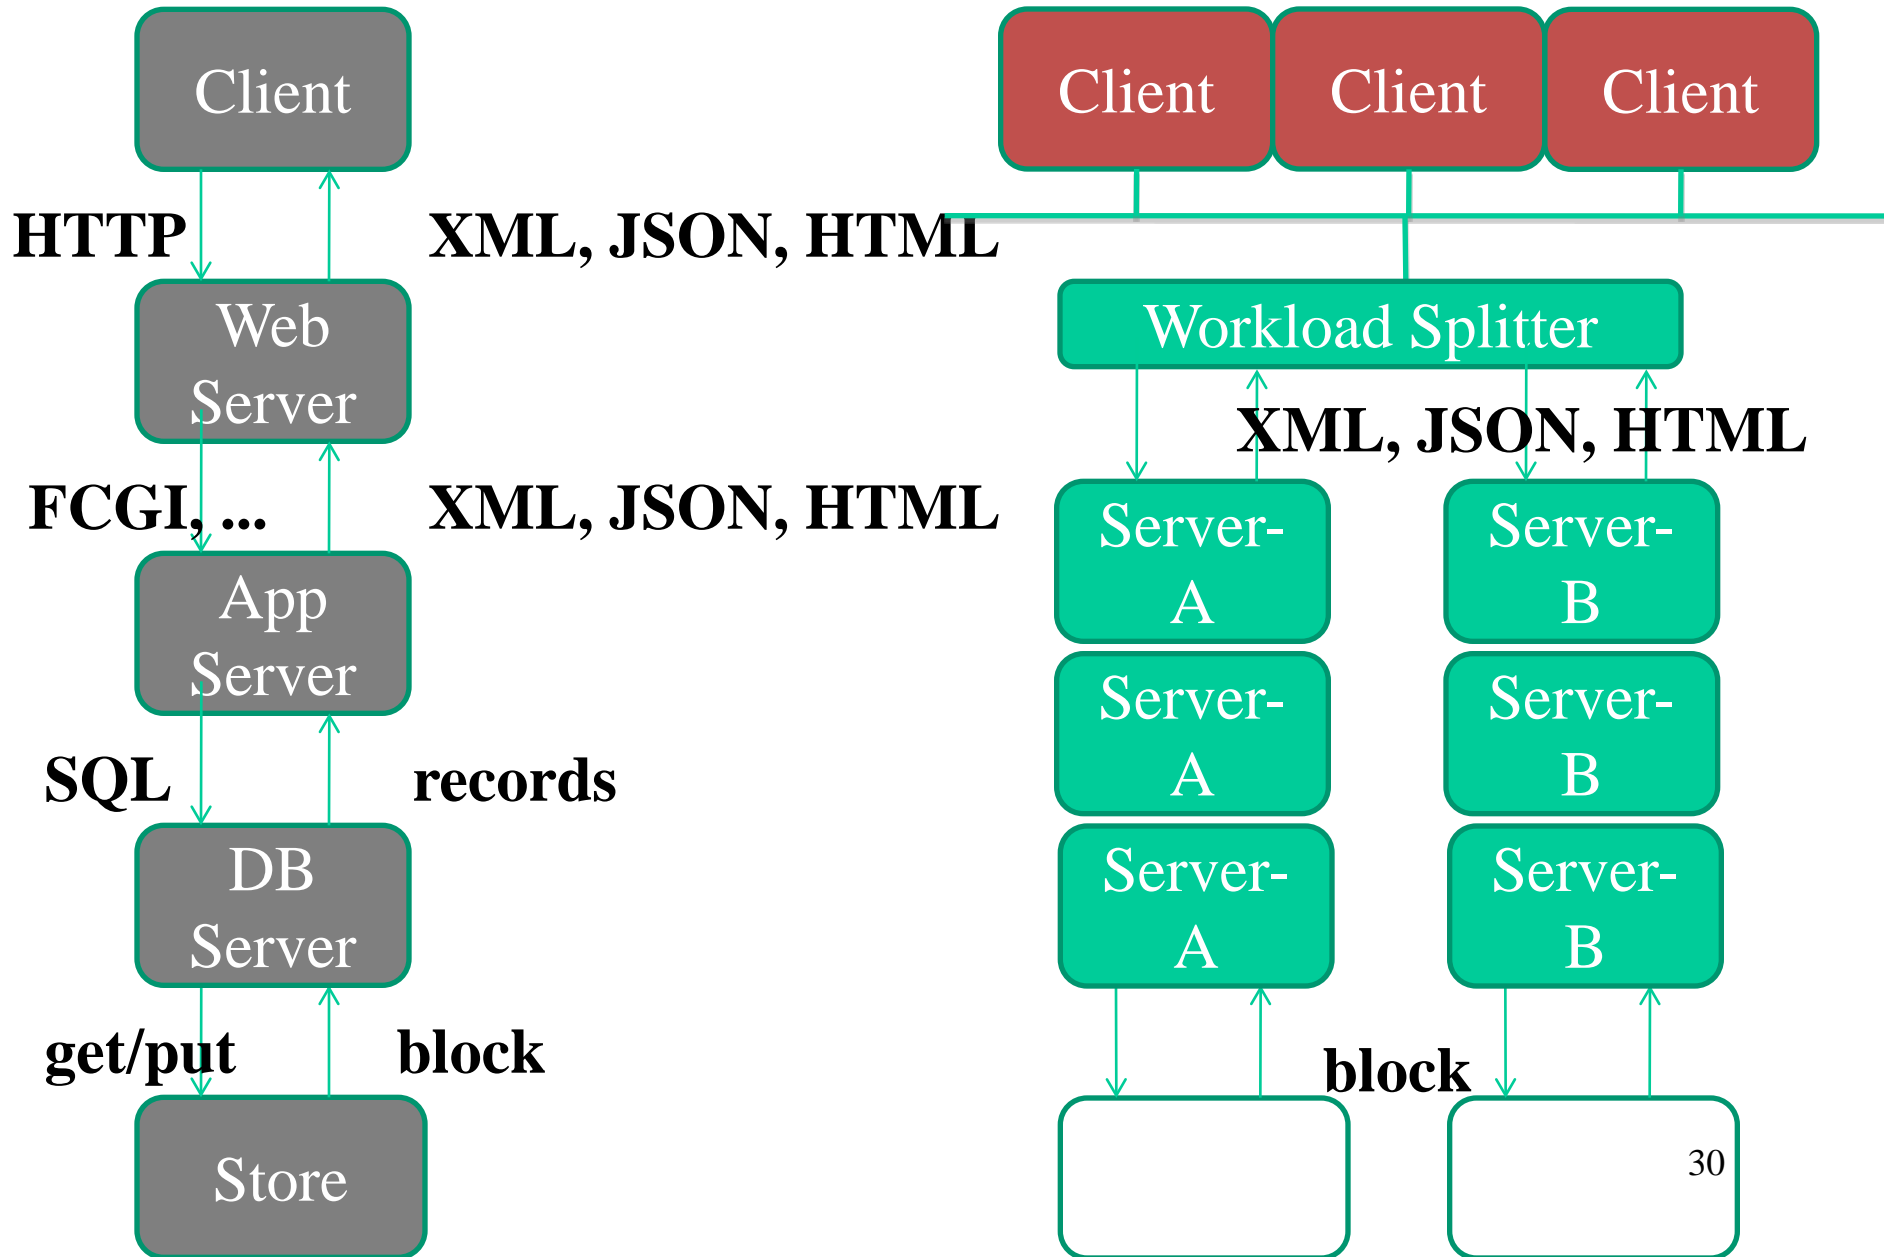 Client
HTTP
XML, JSON, HTML
Web
Server
FCGI, ...
XML, JSON, HTML
App
Server
SQL
records
DB
Server
get/put
block
Store
Client
Client
Client
Workload Splitter
XML, JSON, HTML
Server-
A
Server-
B
Server-
A
Server-
B
Server-
A
Server-
B
block
30